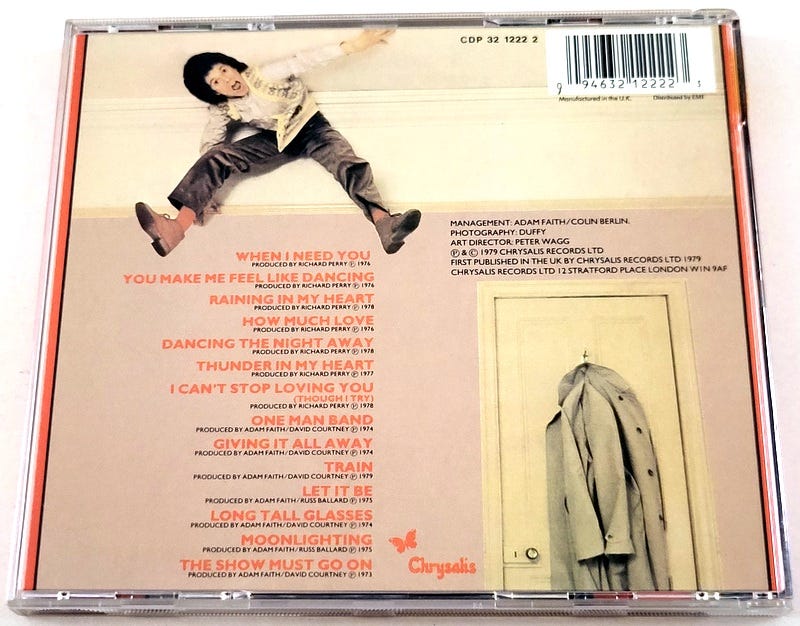 CDP 32 1222 2
9 94632 12222 3
Manufactured in the U.K. Distributed by EMI
MANAGEMENT: ADAM FAITH/COLIN BERLIN.
PHOTOGRAPHY: DUFFY
ART DIRECTOR: PETER WAGG
Ⓟ & © 1979 CHRYSALIS RECORDS LTD
FIRST PUBLISHED IN THE UK BY CHRYSALIS RECORDS LTD 1979
CHRYSALIS RECORDS LTD 12 STRATFORD PLACE LONDON W1N 9AF
WHEN I NEED YOU
PRODUCED BY RICHARD PERRY Ⓟ 1976
YOU MAKE ME FEEL LIKE DANCING
PRODUCED BY RICHARD PERRY Ⓟ 1976
RAINING IN MY HEART
PRODUCED BY RICHARD PERRY Ⓟ 1978
HOW MUCH LOVE
PRODUCED BY RICHARD PERRY Ⓟ 1976
DANCING THE NIGHT AWAY
PRODUCED BY RICHARD PERRY Ⓟ 1978
THUNDER IN MY HEART
PRODUCED BY RICHARD PERRY Ⓟ 1977
I CAN'T STOP LOVING YOU
(THOUGH I TRY)
PRODUCED BY RICHARD PERRY Ⓟ 1978
ONE MAN BAND
PRODUCED BY ADAM FAITH/DAVID COURTNEY Ⓟ 1974
GIVING IT ALL AWAY
PRODUCED BY ADAM FAITH/DAVID COURTNEY Ⓟ 1974
TRAIN
PRODUCED BY ADAM FAITH/DAVID COURTNEY Ⓟ 1979
LET IT BE
PRODUCED BY ADAM FAITH/RUSS BALLARD Ⓟ 1975
LONG TALL GLASSES
PRODUCED BY ADAM FAITH/DAVID COURTNEY Ⓟ 1974
MOONLIGHTING
PRODUCED BY ADAM FAITH/RUSS BALLARD Ⓟ 1975
THE SHOW MUST GO ON
PRODUCED BY ADAM FAITH/DAVID COURTNEY Ⓟ 1973
Chrysalis